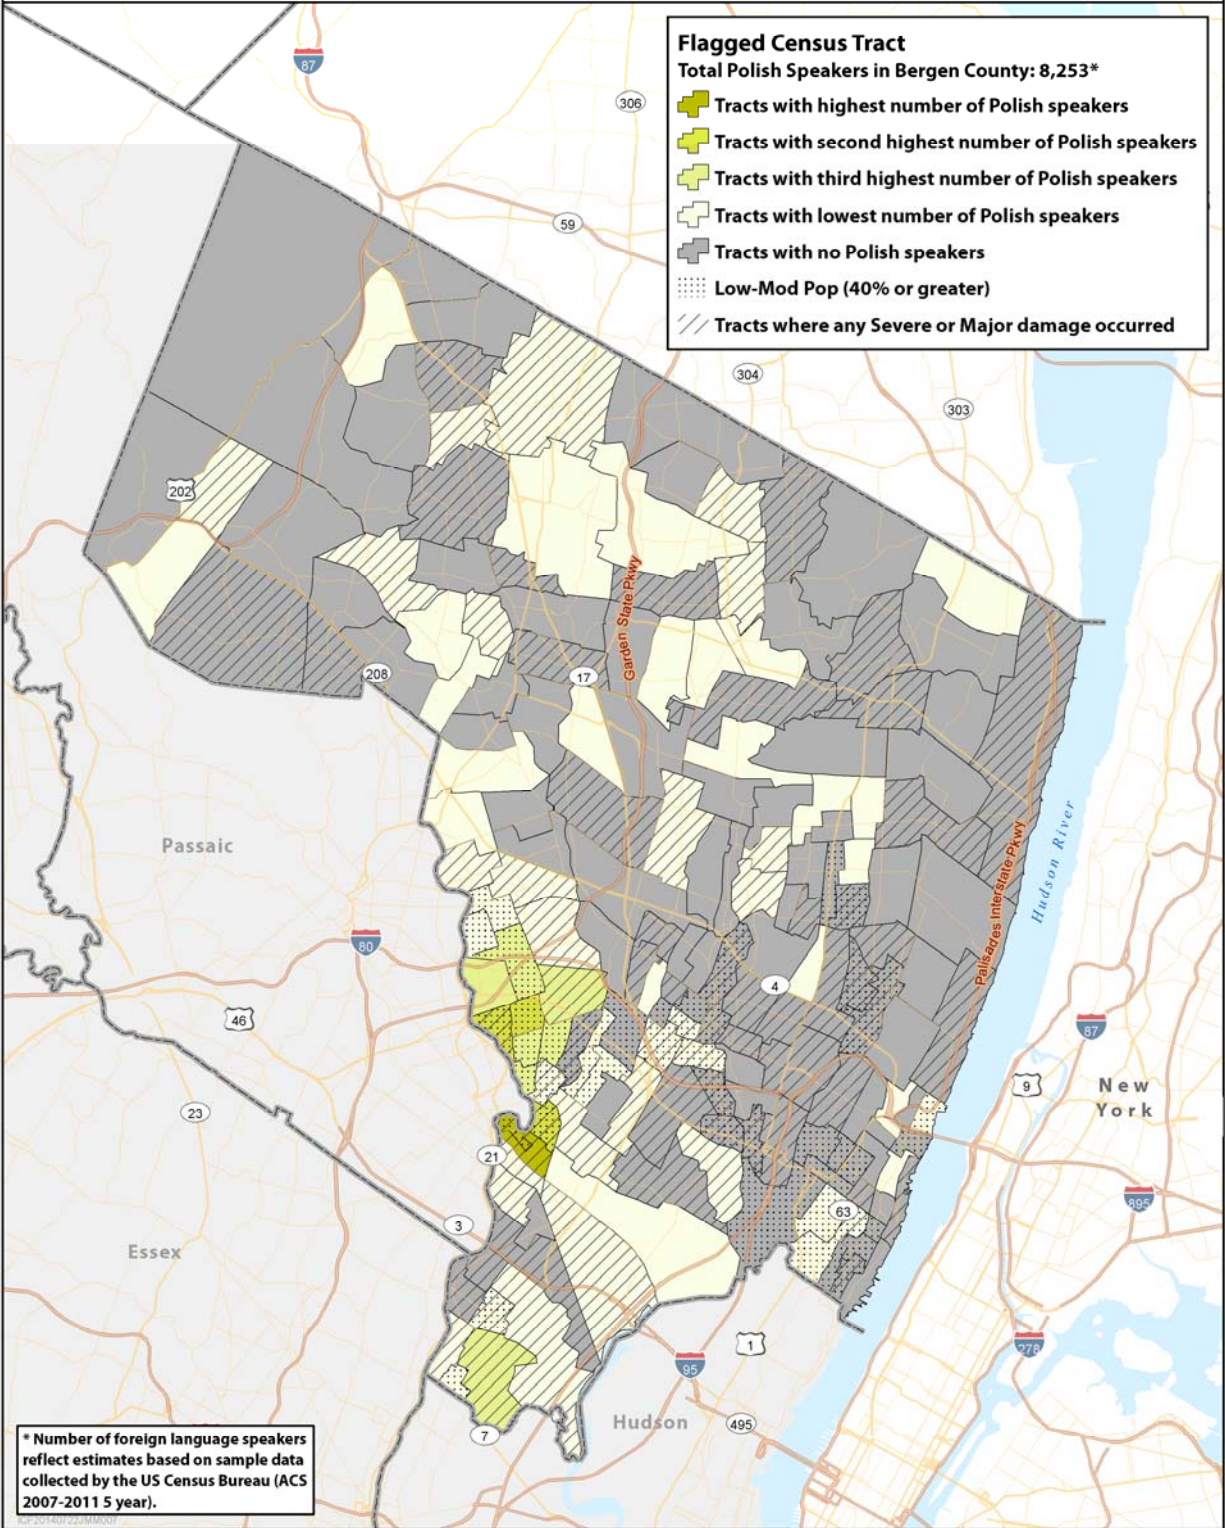 Flagged Census Tract
Total Polish Speakers in Bergen County: 8,253*
Tracts with highest number of Polish speakers
Tracts with second highest number of Polish speakers
Tracts with third highest number of Polish speakers
Tracts with lowest number of Polish speakers
Tracts with no Polish speakers
Low-Mod Pop (40% or greater)
Tracts where any Severe or Major damage occurred
87
306
59
304
303
202
Garden State Pkwy
208
17
Passaic
Palisades Interstate Pkwy
Hudson River
80
4
46
87
9
New
York
23
21
895
63
3
Essex
1
278
95
Hudson
495
7
* Number of foreign language speakers
reflect estimates based on sample data
collected by the US Census Bureau (ACS
2007-2011 5 year).
ICF20140722JMM007